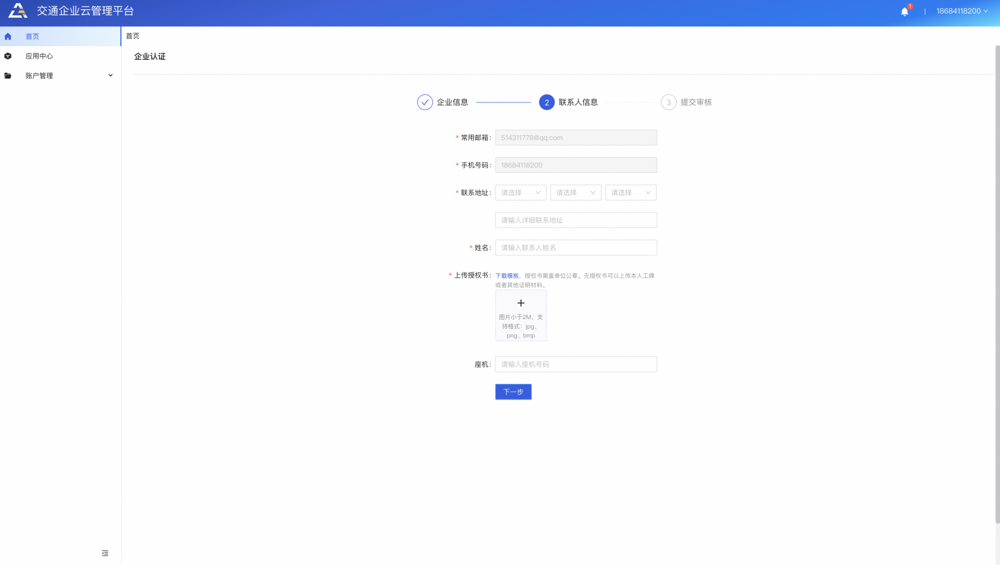 交通企业云管理平台
1
|
18684118200
首页
应用中心
账户管理
首页
企业认证
企业信息
2 联系人信息
3 提交审核
* 常用邮箱: 514311778@qq.com
* 手机号码: 18684118200
* 联系地址: 请选择 请选择 请选择
请输入详细联系地址
* 姓名: 请输入联系人姓名
* 上传授权书: 下载模板，授权书需盖单位公章。无授权书可以上传本人工牌
或者其他证明材料。
图片小于2M，支
持格式：jpg、
png、bmp
座机: 请输入座机号码
下一步